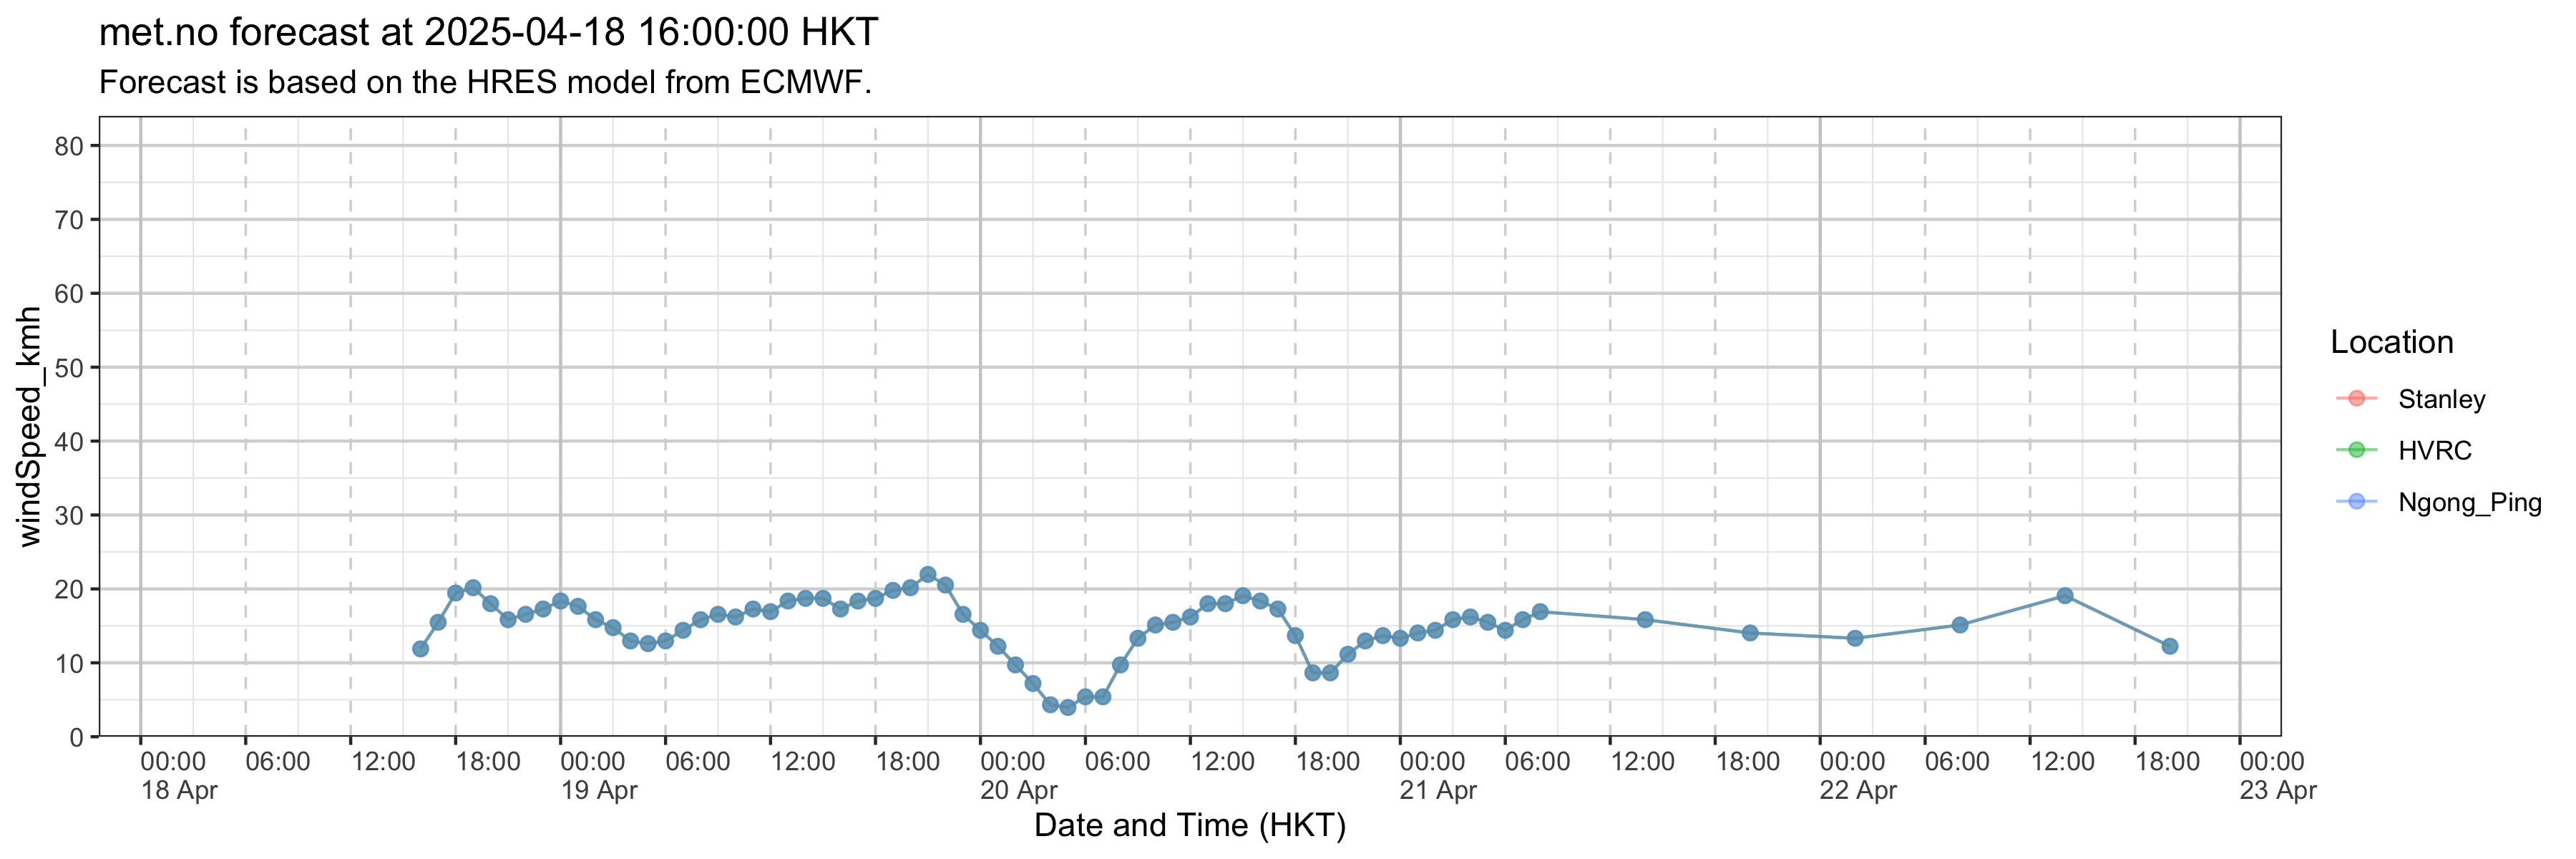 met.no forecast at 2025-04-18 16:00:00 HKT
Forecast is based on the HRES model from ECMWF.
windSpeed_kmh
80
70
60
50
40
30
20
10
0
00:00 06:00 12:00 18:00 00:00 06:00 12:00 18:00 00:00 06:00 12:00 18:00 00:00 06:00 12:00 18:00 00:00 06:00 12:00 18:00 00:00
18 Apr 19 Apr 20 Apr 21 Apr 22 Apr 23 Apr
Date and Time (HKT)
Location
Stanley
HVRC
Ngong_Ping